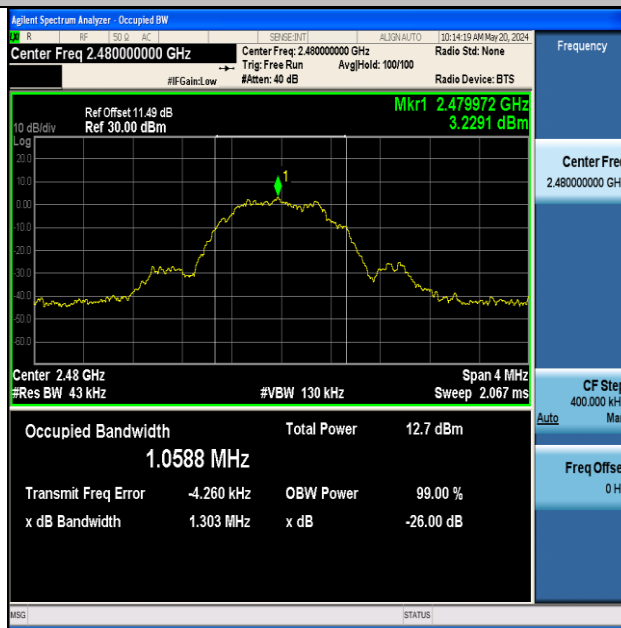 Agilent Spectrum Analyzer - Occupied BW
R RF 50 Ω AC SENSE:INT ALIGN AUTO 10:14:19 AM May 20, 2024
Center Freq 2.480000000 GHz
Center Freq: 2.480000000 GHz Radio Std: None
Trig: Free Run Avg|Hold: 100/100
#IFGain:Low #Atten: 40 dB Radio Device: BTS
Frequency
Mkr1 2.479972 GHz
3.2291 dBm
Ref Offset 11.49 dB
10 dB/div Ref 30.00 dBm
Log
20.0
10.0
0.00
-10.0
-20.0
-30.0
-40.0
-50.0
-60.0
1
Center 2.48 GHz Span 4 MHz
#Res BW 43 kHz #VBW 130 kHz Sweep 2.067 ms
Occupied Bandwidth Total Power 12.7 dBm
1.0588 MHz
Transmit Freq Error -4.260 kHz OBW Power 99.00 %
x dB Bandwidth 1.303 MHz x dB -26.00 dB
Center Fre
2.480000000 GH
CF Step
400.000 kH
Auto Ma
Freq Offse
0 H
MSG STATUS